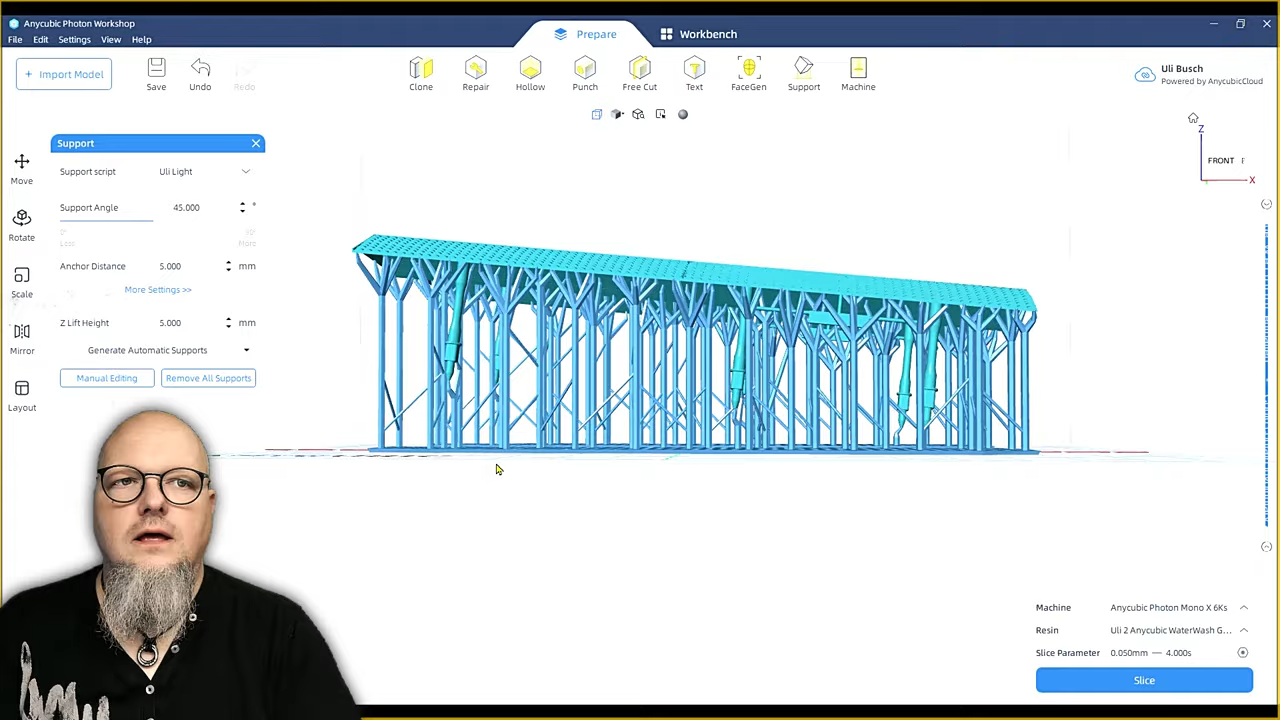 Anycubic Photon Workshop
File Edit Settings View Help
Prepare
Workbench
+ Import Model
Save
Undo
Redo
Clone
Repair
Hollow
Punch
Free Cut
Text
FaceGen
Support
Machine
Uli Busch
Powered by AnycubicCloud
Move
Rotate
Scale
Mirror
Layout
Support
Support script Uli Light
Support Angle 45.000 °
Less More
Anchor Distance 5.000 mm
More Settings >>
Z Lift Height 5.000 mm
Generate Automatic Supports
Manual Editing Remove All Supports
Z
FRONT
X
Machine Anycubic Photon Mono X 6Ks
Resin Uli 2 Anycubic WaterWash G...
Slice Parameter 0.050mm — 4.000s
Slice